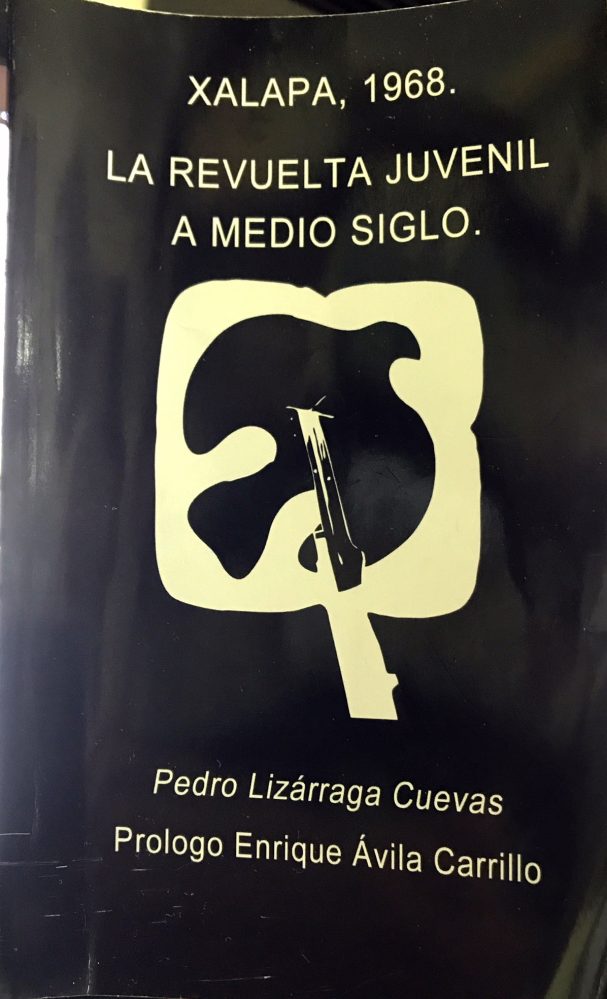 XALAPA, 1968.
LA REVUELTA JUVENIL
A MEDIO SIGLO.
Pedro Lizárraga Cuevas
Prologo Enrique Ávila Carrillo